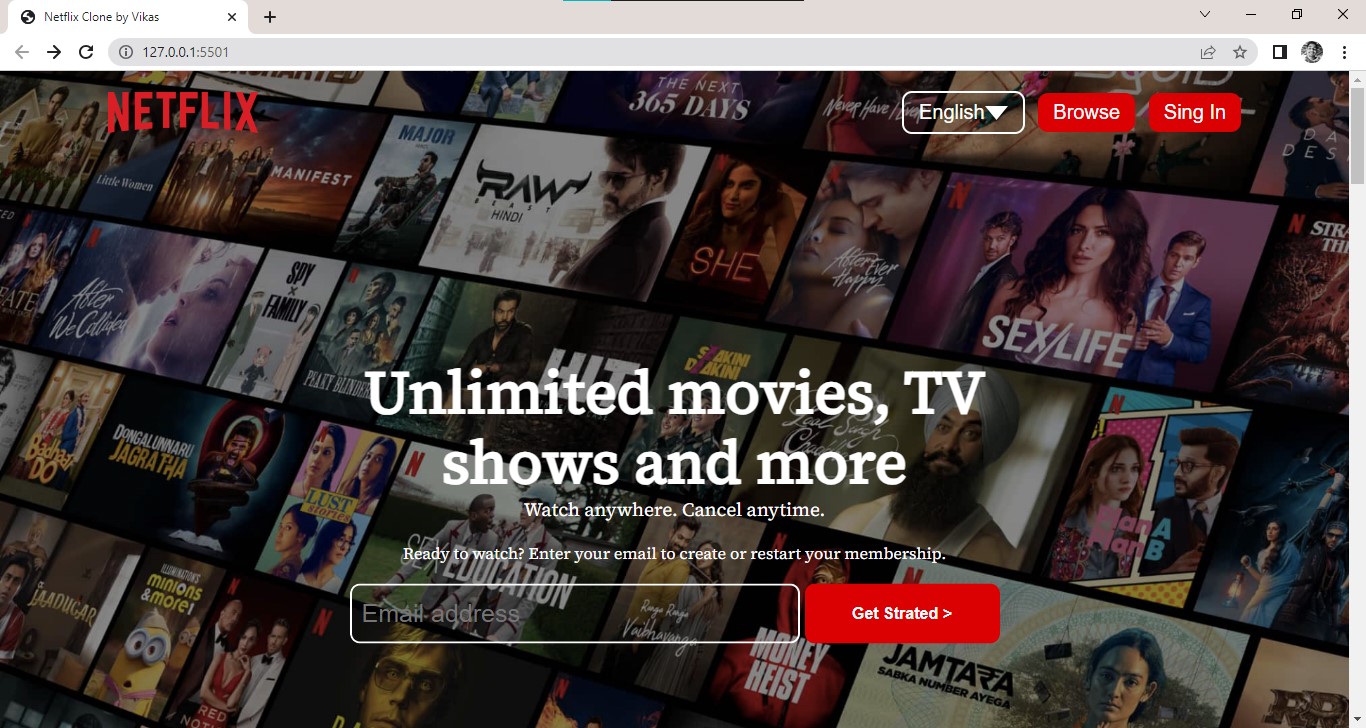 Netflix Clone by Vikas
127.0.0.1:5501
NETFLIX
English
Browse
Sing In
THE NEXT
365 DAYS
Never Have I
MAJOR
Little Women
MANIFEST
RAW
BEAST
HINDI
SHE
After Ever
Happy
SEX/LIFE
After
We Collided
SPY
FAMILY
PEAKY BLINDERS
HIT
SHAKINI
DAKINI
Laal Singh
Chaddha
Unlimited movies, TV
shows and more
Watch anywhere. Cancel anytime.
Ready to watch? Enter your email to create or restart your membership.
Email address
Get Strated >
Badhaai
DO
DONGALUNNARU
JAGRATHA
LUST
stories
SEX EDUCATION
JAADUGAR
ILLUMINATION'S
MINIONS
& MORE!
Ranga Ranga
Vaibhavanga
MONEY
HEIST
JAMTARA
SABKA NUMBER AYEGA
Plan A
Plan B
RED
NOTICE